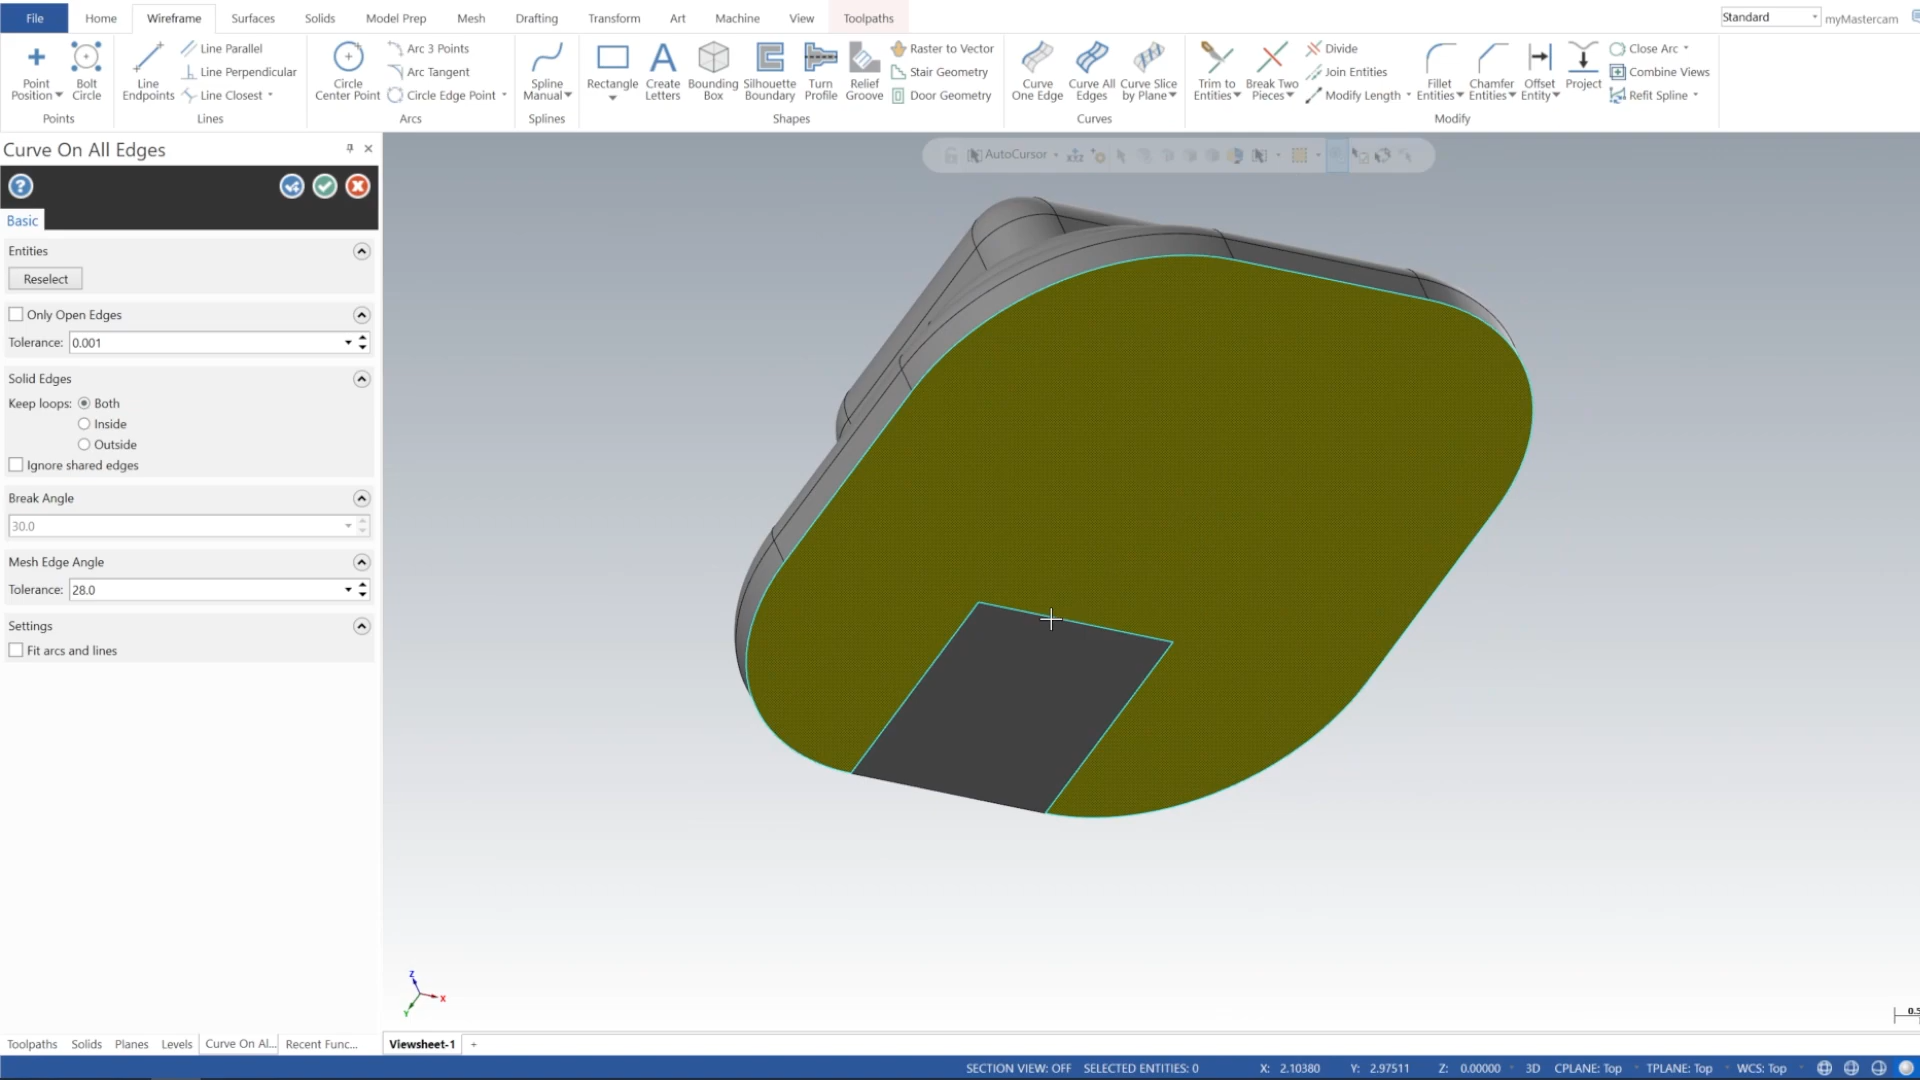 File Home Wireframe Surfaces Solids Model Prep Mesh Drafting Transform Art Machine View Toolpaths Standard myMastercam
Point Position Bolt Circle Points
Line Endpoints Line Parallel Line Perpendicular Line Closest Lines
Circle Center Point Arc 3 Points Arc Tangent Circle Edge Point Arcs
Spline Manual Splines
Rectangle Create Letters Bounding Box Silhouette Boundary Turn Profile Relief Groove Raster to Vector Stair Geometry Door Geometry Shapes
Curve One Edge Curve All Edges Curve Slice by Plane Curves
Trim to Entities Break Two Pieces Divide Join Entities Modify Length Fillet Entities Chamfer Entities Offset Entity Project Close Arc Combine Views Refit Spline Modify
Curve On All Edges
AutoCursor
Basic
Entities
Reselect
Only Open Edges
Tolerance: 0.001
Solid Edges
Keep loops: Both
Inside
Outside
Ignore shared edges
Break Angle
30.0
Mesh Edge Angle
Tolerance: 28.0
Settings
Fit arcs and lines
Z
X
Y
0.5
Toolpaths Solids Planes Levels Curve On Al... Recent Func... Viewsheet-1 +
SECTION VIEW: OFF SELECTED ENTITIES: 0 X: 2.10380 Y: 2.97511 Z: 0.00000 3D CPLANE: Top TPLANE: Top WCS: Top